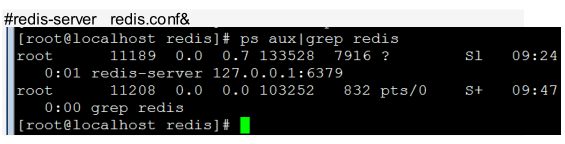 #redis-server   redis.conf&
[root@localhost redis]# ps aux|grep redis
root      11189  0.0  0.7 133528  7916 ?        Sl   09:24
   0:01 redis-server 127.0.0.1:6379
root      11208  0.0  0.0 103252   832 pts/0    S+   09:47
   0:00 grep redis
[root@localhost redis]#